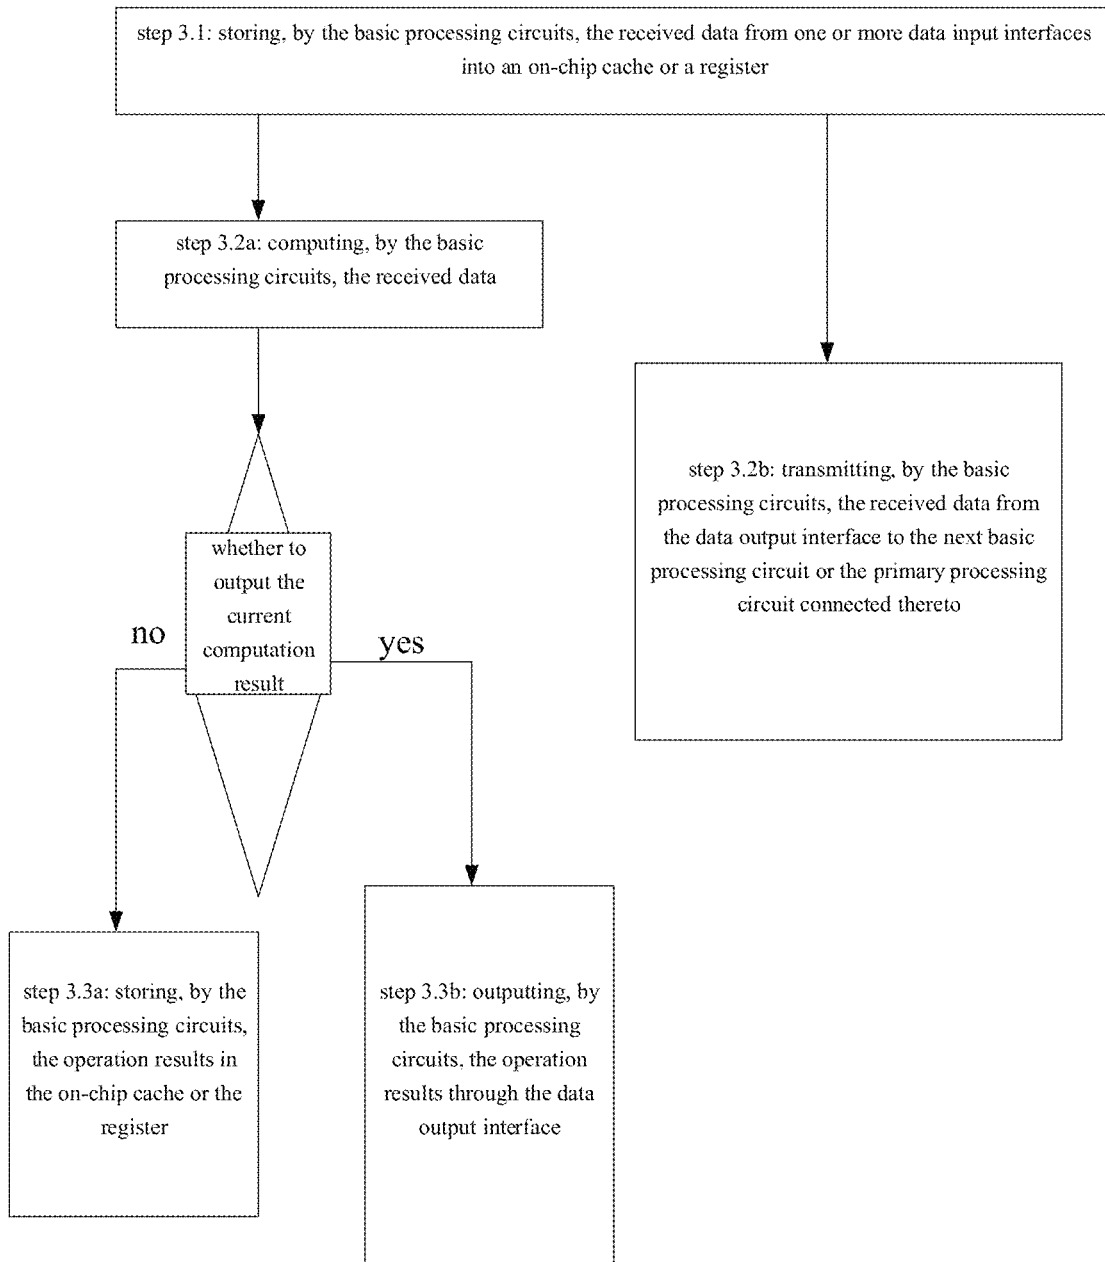 step 3.1: storing, by the basic processing circuits, the received data from one or more data input interfaces
into an on-chip cache or a register
step 3.2a: computing, by the basic
processing circuits, the received data
step 3.2b: transmitting, by the basic
processing circuits, the received data from
the data output interface to the next basic
processing circuit or the primary processing
circuit connected thereto
whether to
output the
current
computation
result
no
yes
step 3.3a: storing, by the
basic processing circuits,
the operation results in
the on-chip cache or the
register
step 3.3b: outputting, by
the basic processing
circuits, the operation
results through the data
output interface